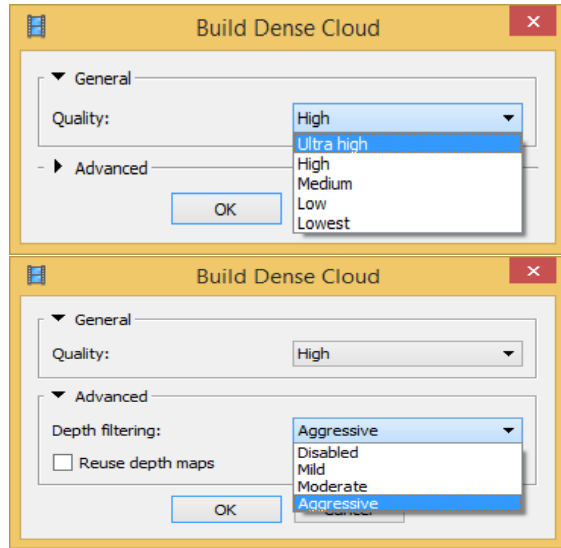 Build Dense Cloud
General
Quality: High
Ultra high
High
Medium
Low
Lowest
Advanced
OK
Build Dense Cloud
General
Quality: High
Advanced
Depth filtering: Aggressive
Disabled
Mild
Moderate
Aggressive
Reuse depth maps
OK